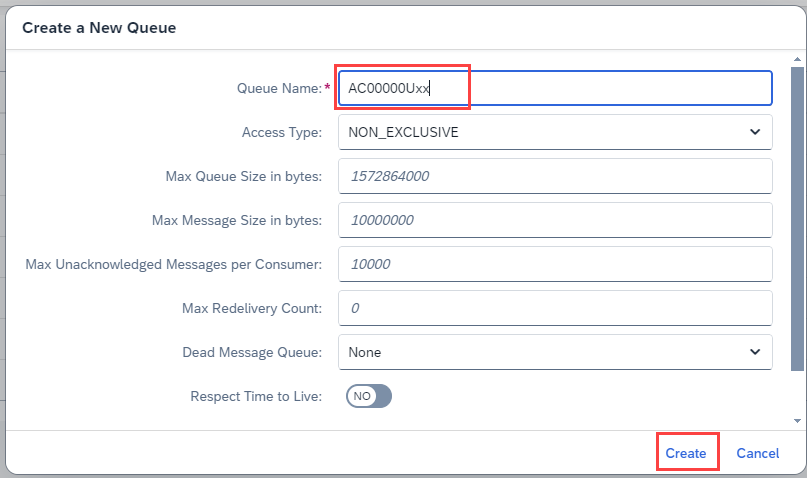 Create a New Queue
Queue Name:* AC00000Uxx
Access Type: NON_EXCLUSIVE
Max Queue Size in bytes: 1572864000
Max Message Size in bytes: 10000000
Max Unacknowledged Messages per Consumer: 10000
Max Redelivery Count: 0
Dead Message Queue: None
Respect Time to Live: NO
Create Cancel